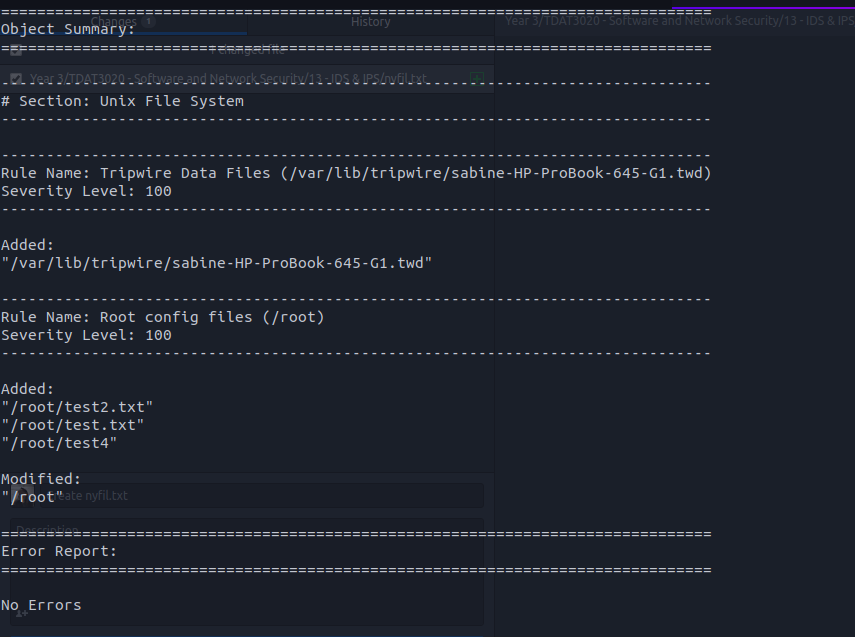 Changes 1
History
Year 3/TDAT3020 - Software and Network Security/13 - IDS & IPS
===============================================================================
Object Summary:
===============================================================================
1 changed file
Year 3/TDAT3020 - Software and Network Security/13 - IDS & IPS/nyfil.txt
-------------------------------------------------------------------------------
# Section: Unix File System
-------------------------------------------------------------------------------
-------------------------------------------------------------------------------
Rule Name: Tripwire Data Files (/var/lib/tripwire/sabine-HP-ProBook-645-G1.twd)
Severity Level: 100
-------------------------------------------------------------------------------
Added:
"/var/lib/tripwire/sabine-HP-ProBook-645-G1.twd"
-------------------------------------------------------------------------------
Rule Name: Root config files (/root)
Severity Level: 100
-------------------------------------------------------------------------------
Added:
"/root/test2.txt"
"/root/test.txt"
"/root/test4"
Modified:
"/root"
Create nyfil.txt
Description
===============================================================================
Error Report:
===============================================================================
No Errors